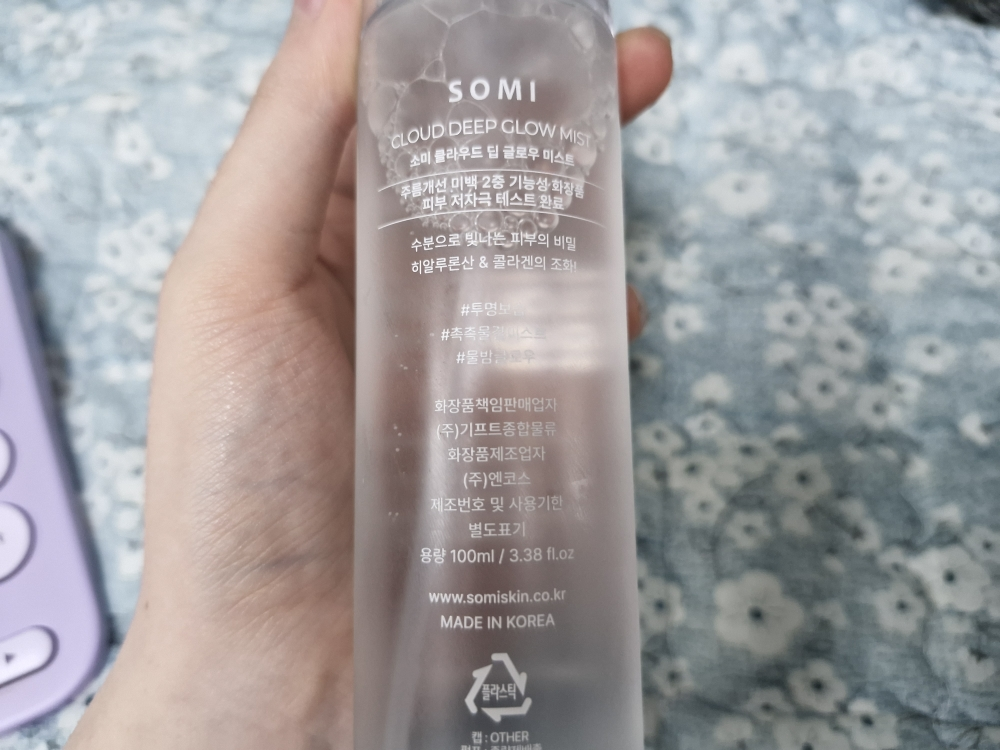 SOMI
CLOUD DEEP GLOW MIST
소미 클라우드 딥 글로우 미스트
주름개선 미백 2중 기능성 화장품
피부 저자극 테스트 완료
수분으로 빛나는 피부의 비밀
히알루론산 & 콜라겐의 조화!
화장품책임판매업자
(주)기프트종합물류
화장품제조업자
(주)엔코스
제조번호 및 사용기한
별도표기
용량 100ml / 3.38 fl.oz
www.somiskin.co.kr
MADE IN KOREA
플라스틱
캡 : OTHER